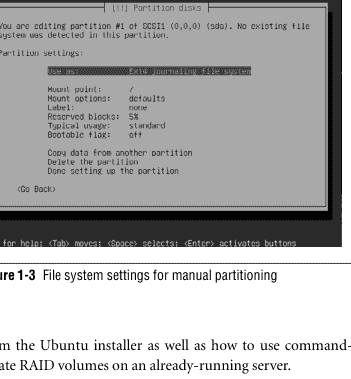 [!!] Partition disks
You are editing partition #1 of SCSI1 (0,0,0) (sda). No existing file
system was detected in this partition.
Partition settings:
Use as: Ext4 journaling file system
Mount point: /
Mount options: defaults
Label: none
Reserved blocks: 5%
Typical usage: standard
Bootable flag: off
Copy data from another partition
Delete the partition
Done setting up the partition
<Go Back>
for help; <Tab> moves; <Space> selects; <Enter> activates buttons
ure 1-3 File system settings for manual partitioning
m the Ubuntu installer as well as how to use command-
ate RAID volumes on an already-running server.